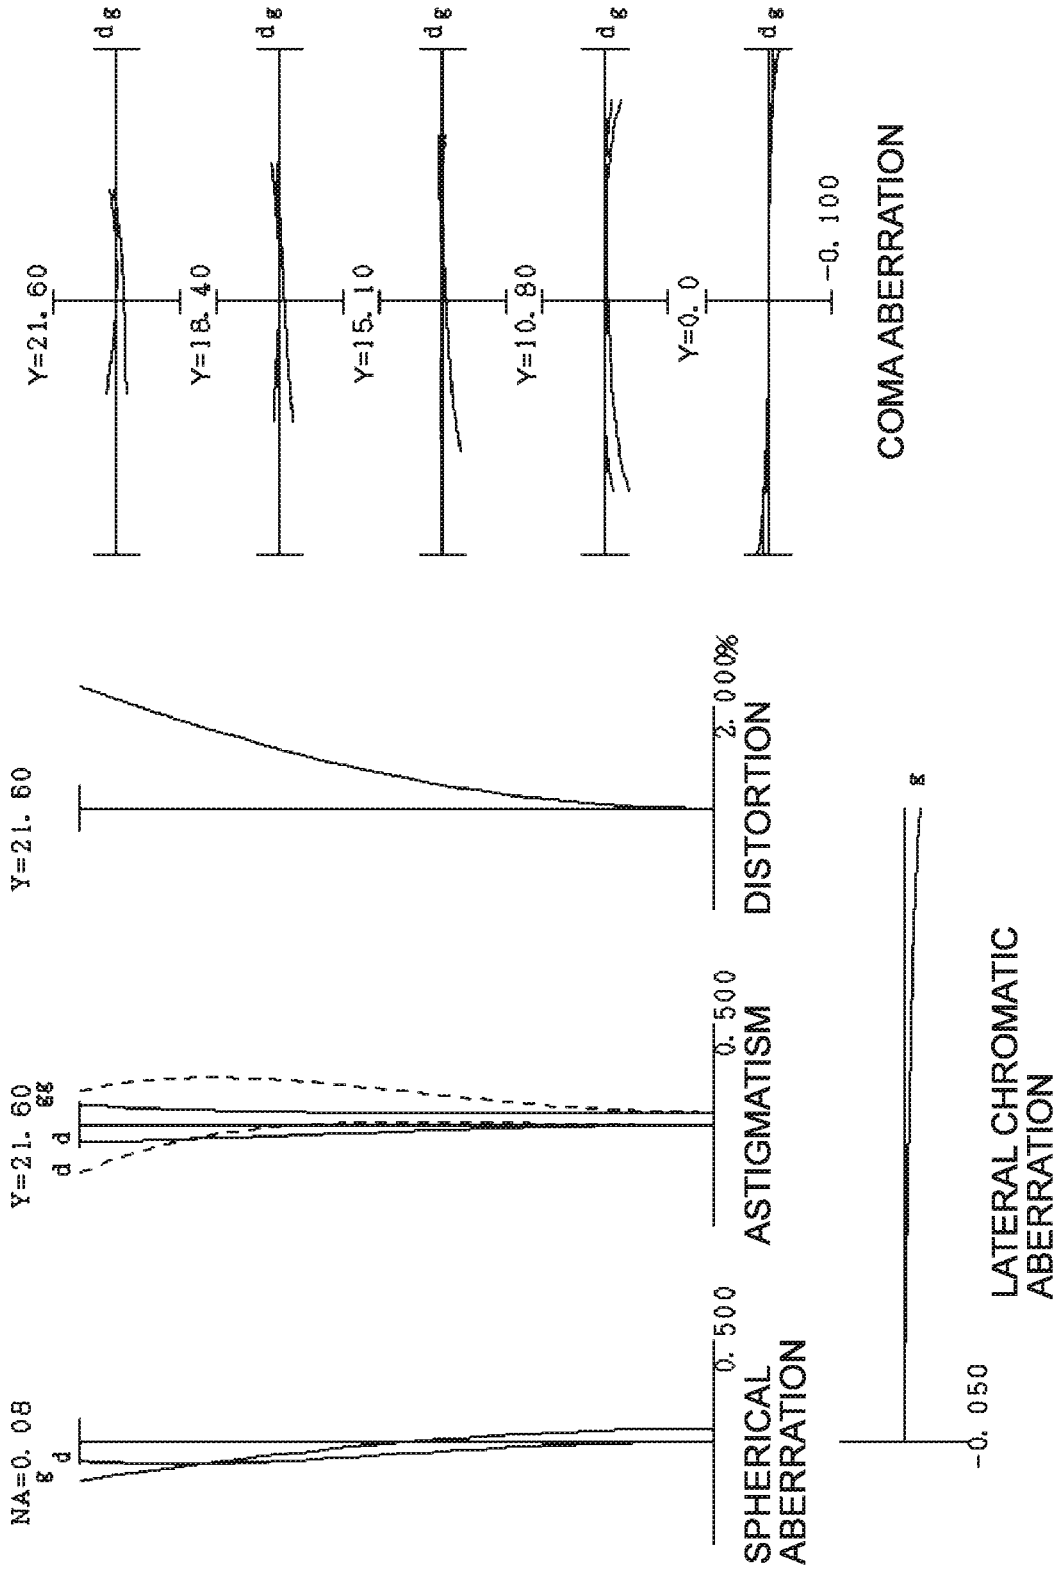 NA=0. 08
g
d
0. 500
SPHERICAL
ABERRATION
Y=21. 60
gg
d
d
0. 500
ASTIGMATISM
Y=21. 60
2. 000%
DISTORTION
Y=21. 60
d g
Y=18. 40
d g
Y=15. 10
d g
Y=10. 80
d g
Y=0. 0
d g
-0. 100
COMA ABERRATION
g
-0. 050
LATERAL CHROMATIC
ABERRATION